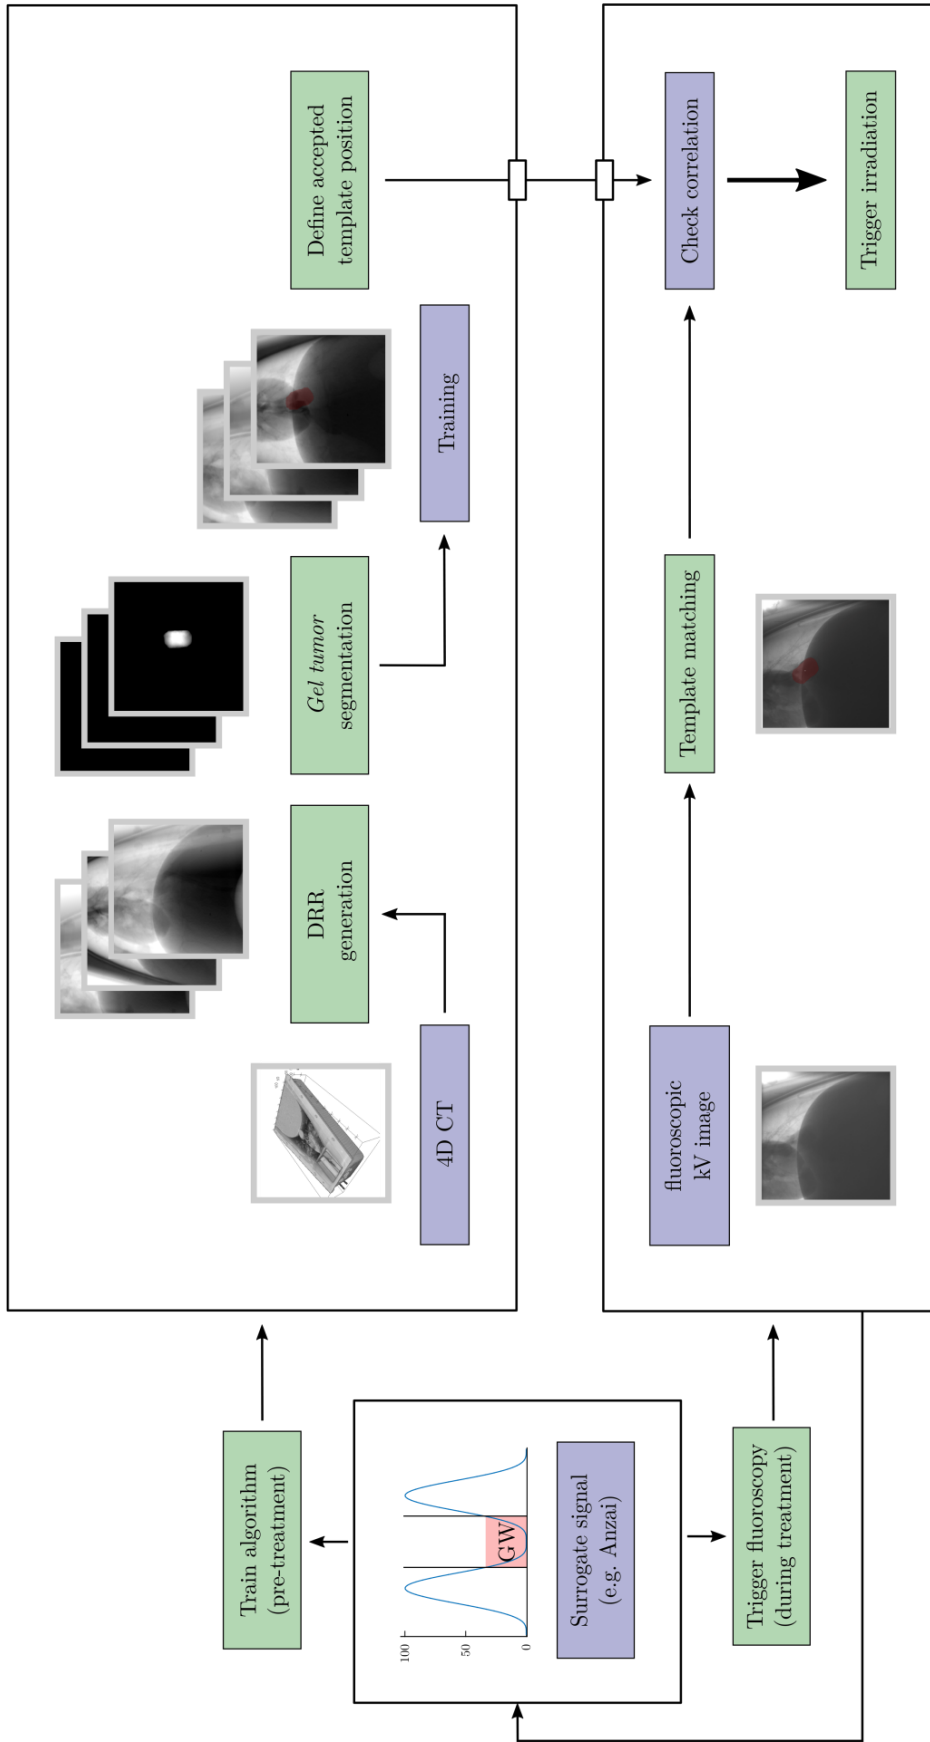 Train algorithm
(pre-treatment)
100
50
0
GW
Surrogate signal
(e.g. Anzai)
Trigger fluoroscopy
(during treatment)
4D CT
DRR
generation
Gel tumor
segmentation
Training
Define accepted
template position
fluoroscopic
kV image
Template matching
Check correlation
Trigger irradiation